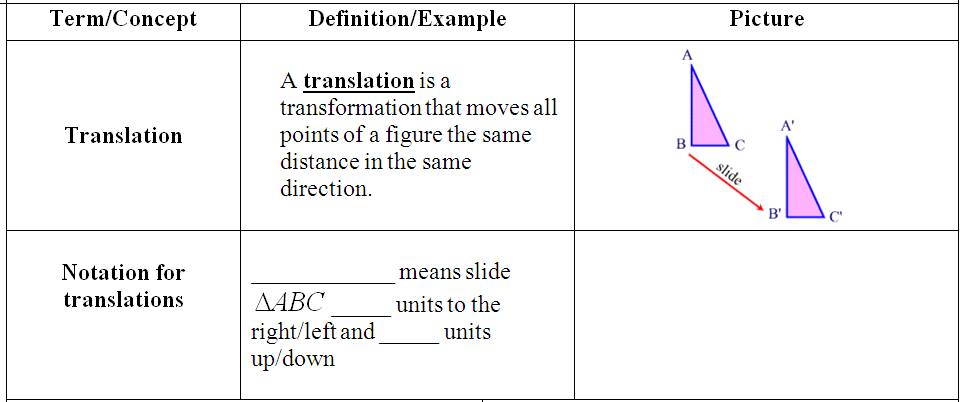 Term/Concept
Definition/Example
Picture
Translation
A translation is a
transformation that moves all
points of a figure the same
distance in the same
direction.
A
B
C
slide
A'
B'
C'
Notation for
translations
____________ means slide
ΔABC _____ units to the
right/left and _____ units
up/down